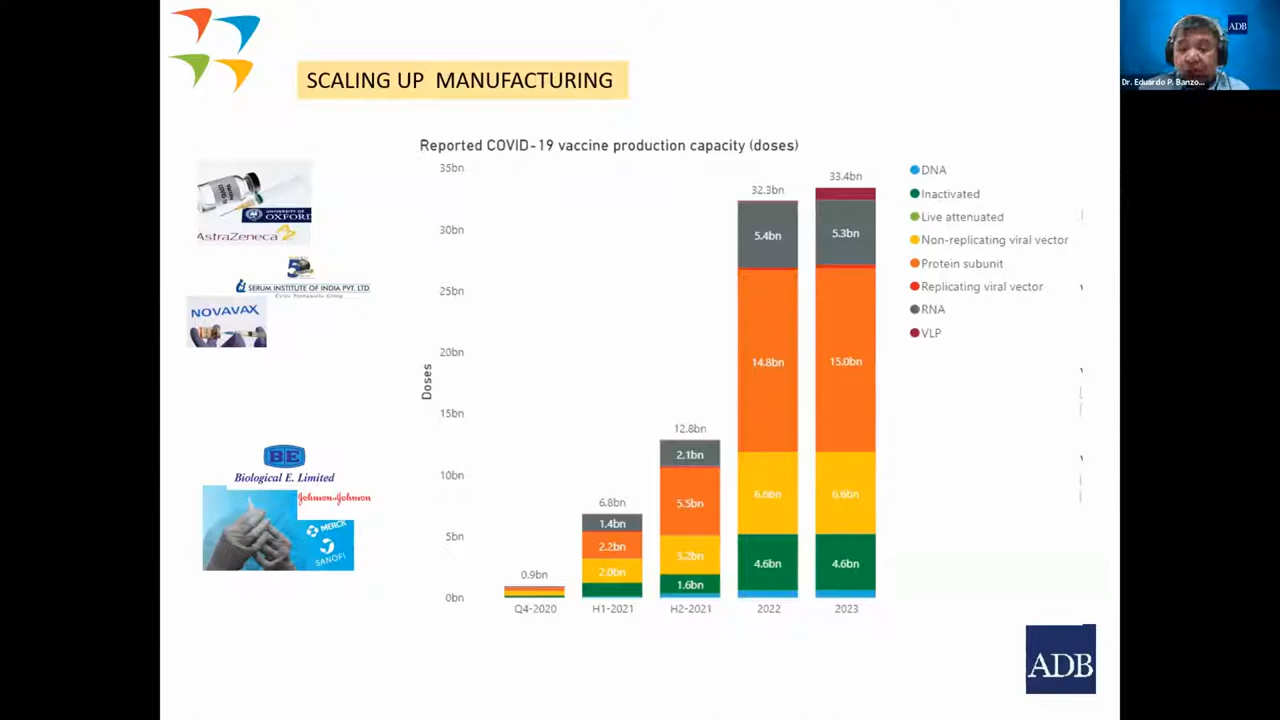 ADB
Dr. Eduardo P. Banzo...
SCALING UP MANUFACTURING
Reported COVID-19 vaccine production capacity (doses)
UNIVERSITY OF
OXFORD
AstraZeneca
SERUM INSTITUTE OF INDIA PVT. LTD.
Cyrus Poonawalla Group
NOVAVAX
BE
Biological E. Limited
Johnson & Johnson
MERCK
SANOFI
Doses
35bn
30bn
25bn
20bn
15bn
10bn
5bn
0bn
0.9bn
Q4-2020
6.8bn
1.4bn
2.2bn
2.0bn
H1-2021
12.8bn
2.1bn
5.5bn
3.2bn
1.6bn
H2-2021
32.3bn
5.4bn
14.8bn
6.6bn
4.6bn
2022
33.4bn
5.3bn
15.0bn
6.6bn
4.6bn
2023
DNA
Inactivated
Live attenuated
Non-replicating viral vector
Protein subunit
Replicating viral vector
RNA
VLP
ADB